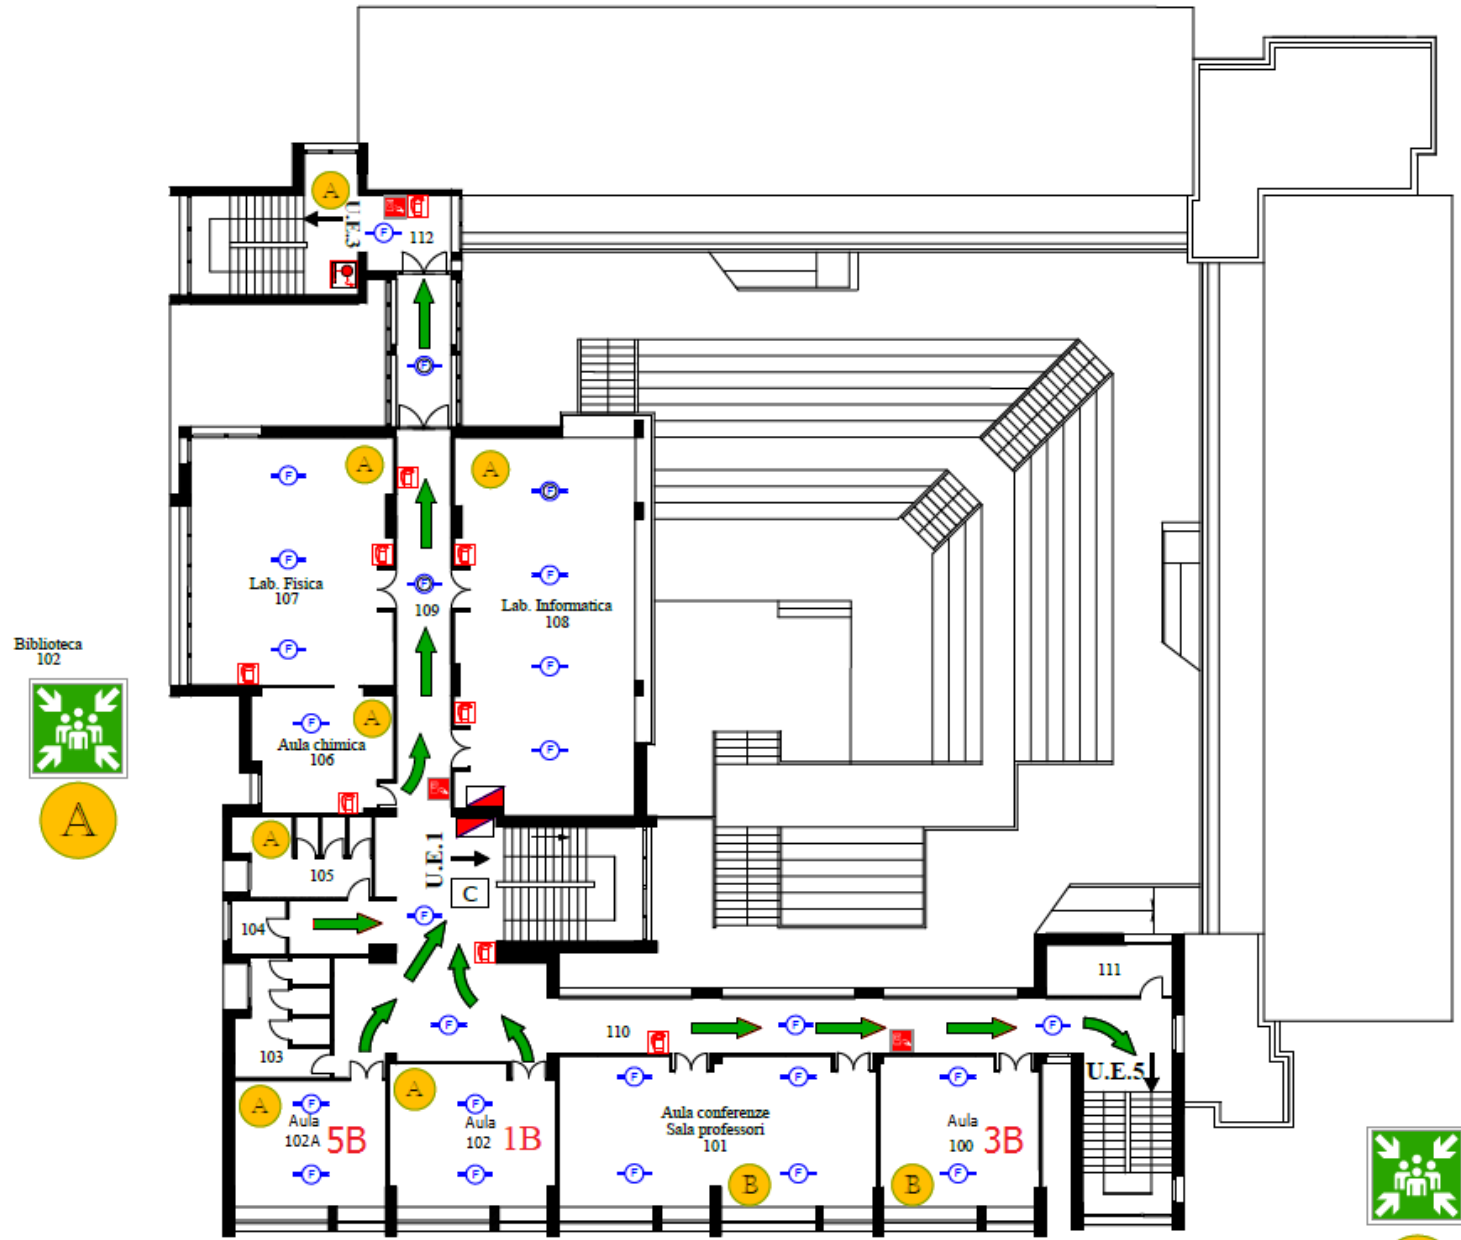 A
U.E.3
F
112
F
A
A
F
F
F
Lab. Fisica
107
F
109
F
Lab. Informatica
108
Biblioteca
102
F
F
F
A
Aula chimica
106
F
A
A
105
U.E.1
C
F
104
111
103
F
110
F
F
U.E.5
A
F
Aula
102A
5B
F
A
F
Aula
102
1B
F
F
F
Aula conferenze
Sala professori
101
F
B
F
F
Aula
100
3B
B
F